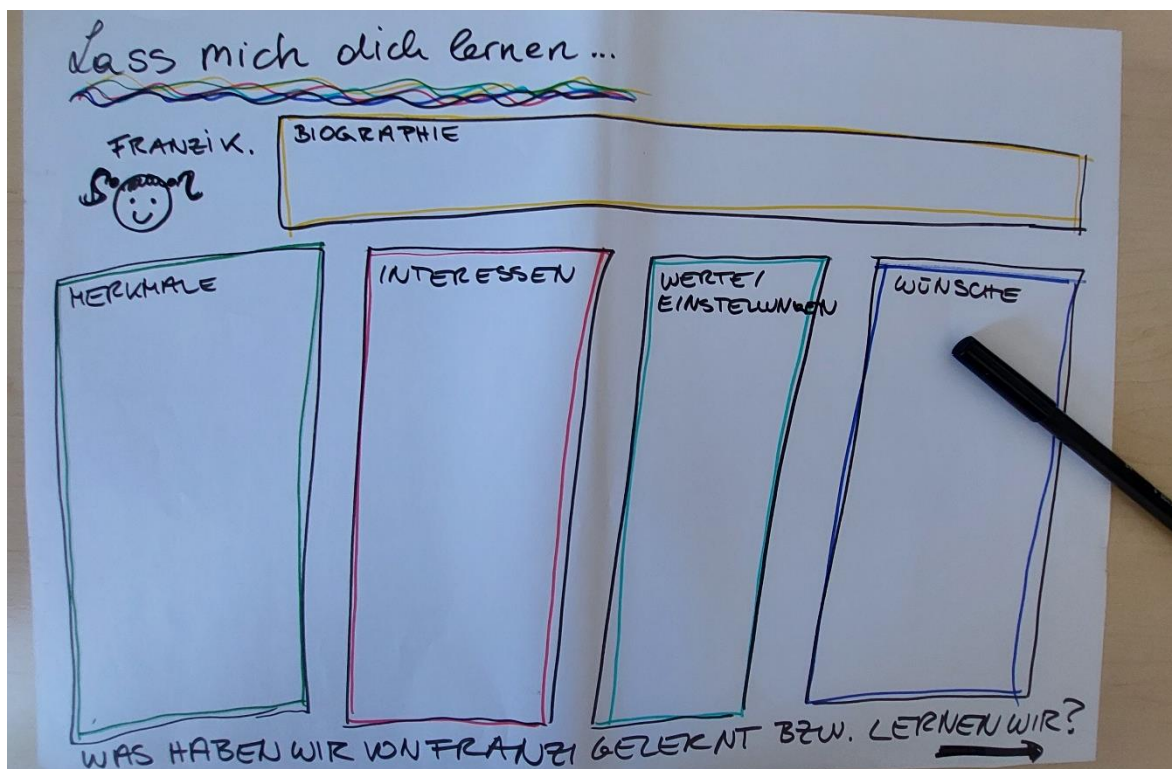 Lass mich dich lernen...
FRANZI K.
BIOGRAPHIE
MERKMALE
INTERESSEN
WERTE/
EINSTELLUNGEN
WÜNSCHE
WAS HABEN WIR VON FRANZI GELERNT BZW. LERNEN WIR?